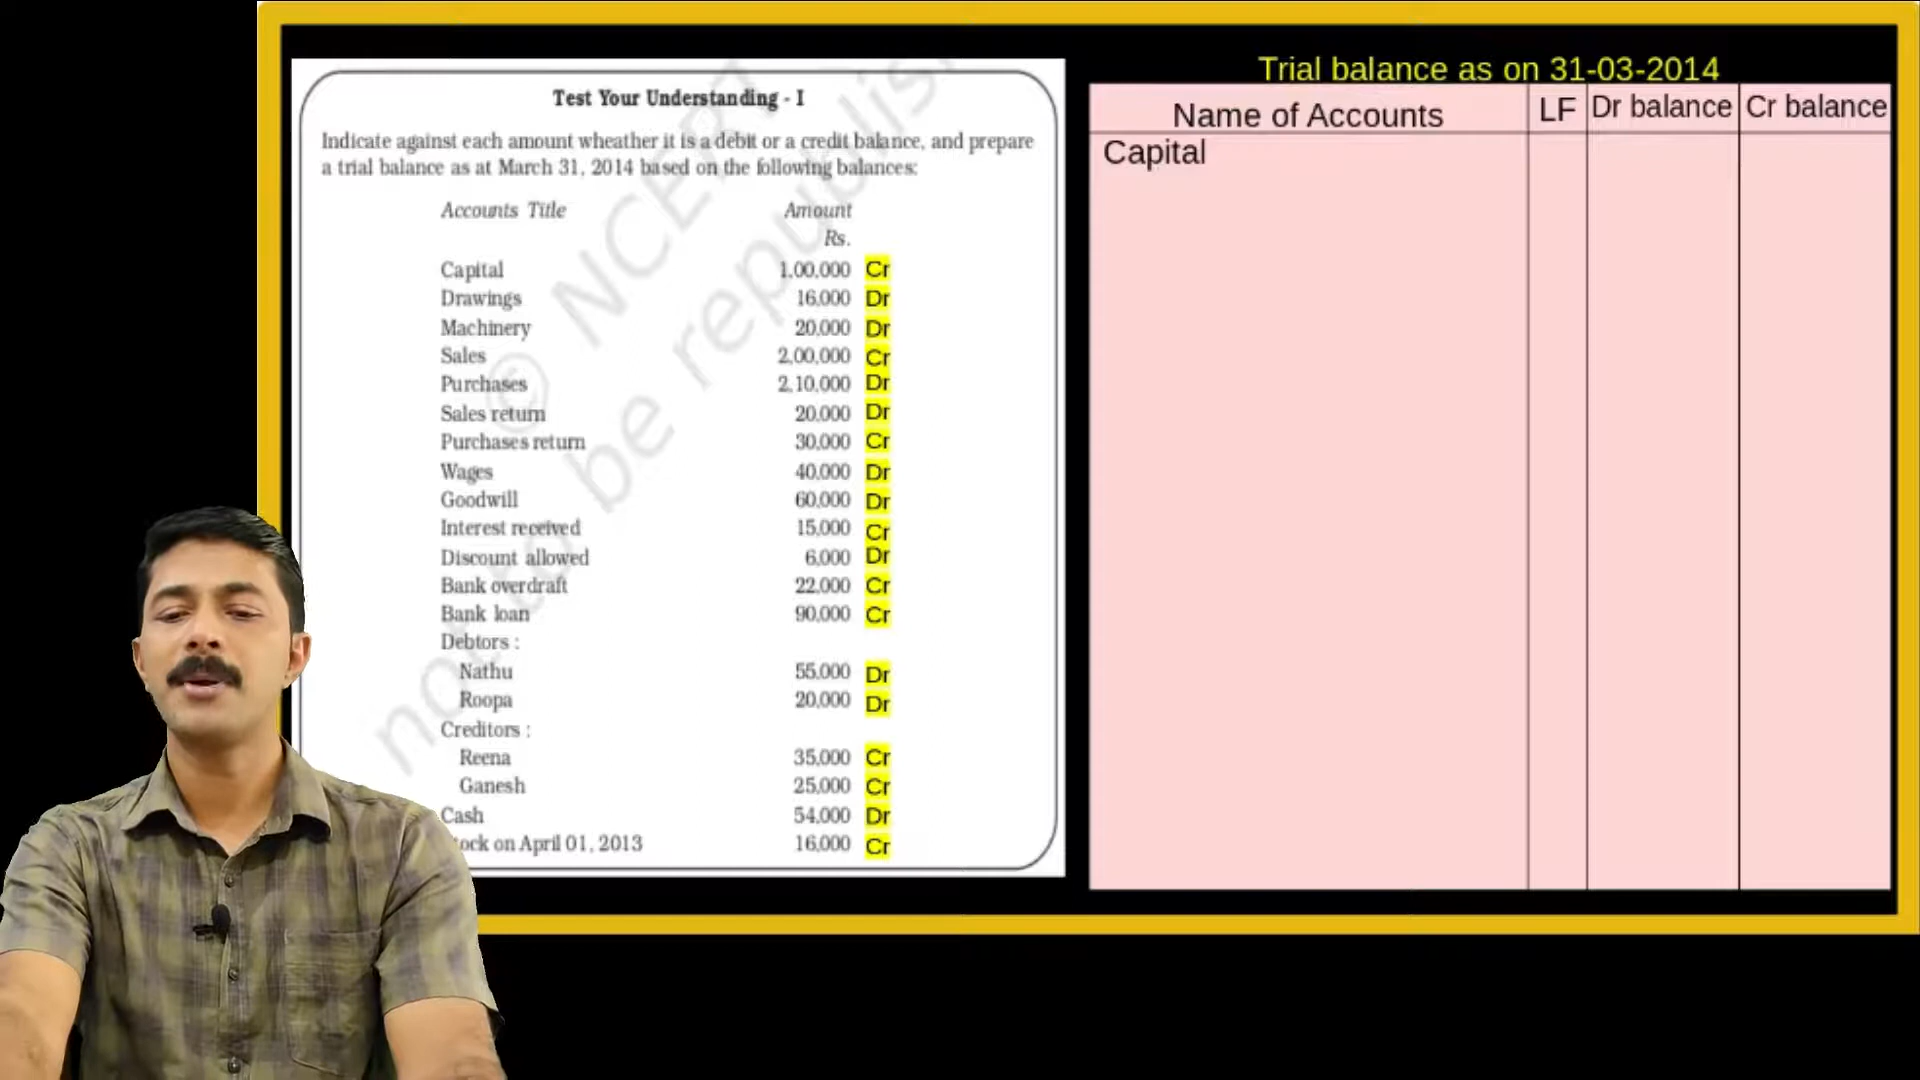 Test Your Understanding - I
Indicate against each amount wheather it is a debit or a credit balance, and prepare
a trial balance as at March 31, 2014 based on the following balances:
Accounts Title Amount
Rs.
Capital 1,00,000 Cr
Drawings 16,000 Dr
Machinery 20,000 Dr
Sales 2,00,000 Cr
Purchases 2,10,000 Dr
Sales return 20,000 Dr
Purchases return 30,000 Cr
Wages 40,000 Dr
Goodwill 60,000 Dr
Interest received 15,000 Cr
Discount allowed 6,000 Dr
Bank overdraft 22,000 Cr
Bank loan 90,000 Cr
Debtors :
Nathu 55,000 Dr
Roopa 20,000 Dr
Creditors :
Reena 35,000 Cr
Ganesh 25,000 Cr
Cash 54,000 Dr
ock on April 01, 2013 16,000 Cr
© NCERT
not to be republis
Trial balance as on 31-03-2014
Name of Accounts LF Dr balance Cr balance
Capital